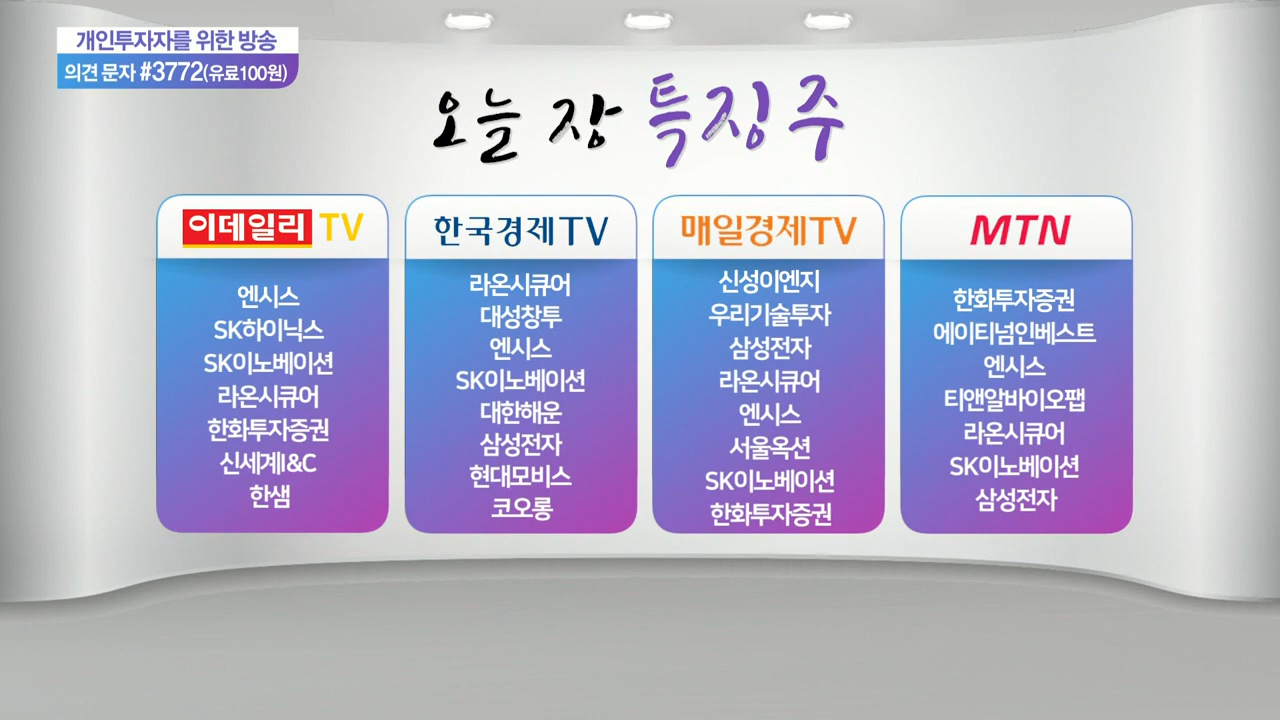 개인투자자를 위한 방송
의견 문자 #3772(유료100원)
오늘 장 특징주
이데일리 TV
엔시스
SK하이닉스
SK이노베이션
라온시큐어
한화투자증권
신세계I&C
한샘
한국경제TV
라온시큐어
대성창투
엔시스
SK이노베이션
대한해운
삼성전자
현대모비스
코오롱
매일경제TV
신성이엔지
우리기술투자
삼성전자
라온시큐어
엔시스
서울옥션
SK이노베이션
한화투자증권
MTN
한화투자증권
에이티넘인베스트
엔시스
티앤알바이오팹
라온시큐어
SK이노베이션
삼성전자